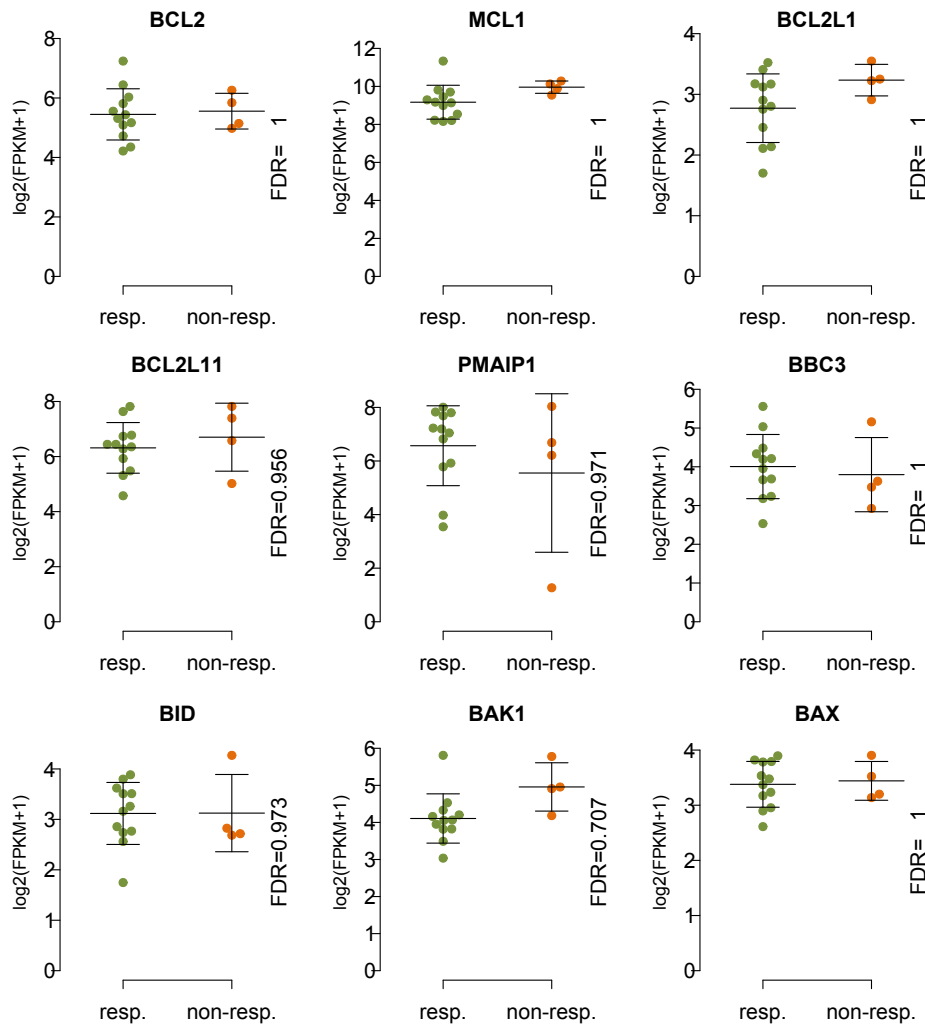 BCL2
log2(FPKM+1)
8
6
4
2
0
FDR= 1
resp. non-resp.
MCL1
log2(FPKM+1)
12
10
8
6
4
2
0
FDR= 1
resp. non-resp.
BCL2L1
log2(FPKM+1)
4
3
2
1
0
FDR= 1
resp. non-resp.
BCL2L11
log2(FPKM+1)
8
6
4
2
0
FDR=0.956
resp. non-resp.
PMAIP1
log2(FPKM+1)
8
6
4
2
0
FDR=0.971
resp. non-resp.
BBC3
log2(FPKM+1)
6
5
4
3
2
1
0
FDR= 1
resp. non-resp.
BID
log2(FPKM+1)
4
3
2
1
0
FDR=0.973
resp. non-resp.
BAK1
log2(FPKM+1)
6
5
4
3
2
1
0
FDR=0.707
resp. non-resp.
BAX
log2(FPKM+1)
4
3
2
1
0
FDR= 1
resp. non-resp.